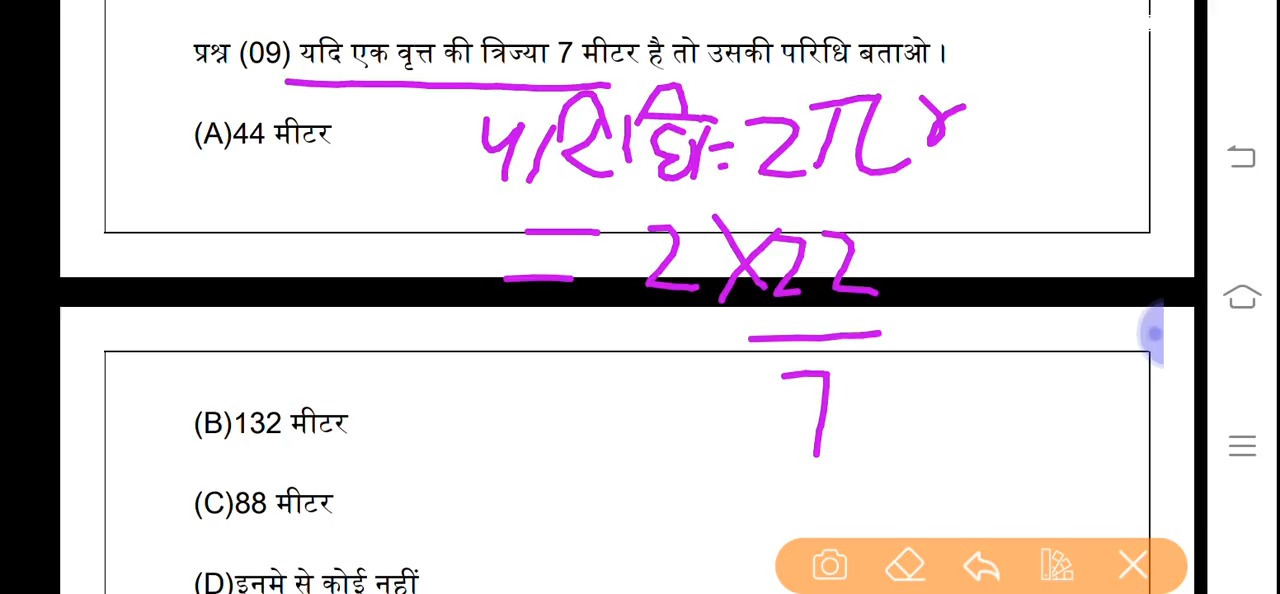 प्रश्न (09) यदि एक वृत्त की त्रिज्या 7 मीटर है तो उसकी परिधि बताओ ।
परिधि = 2πr
(A)44 मीटर
= 2 × 22
7
(B)132 मीटर
(C)88 मीटर
(D)इनमे से कोई नहीं